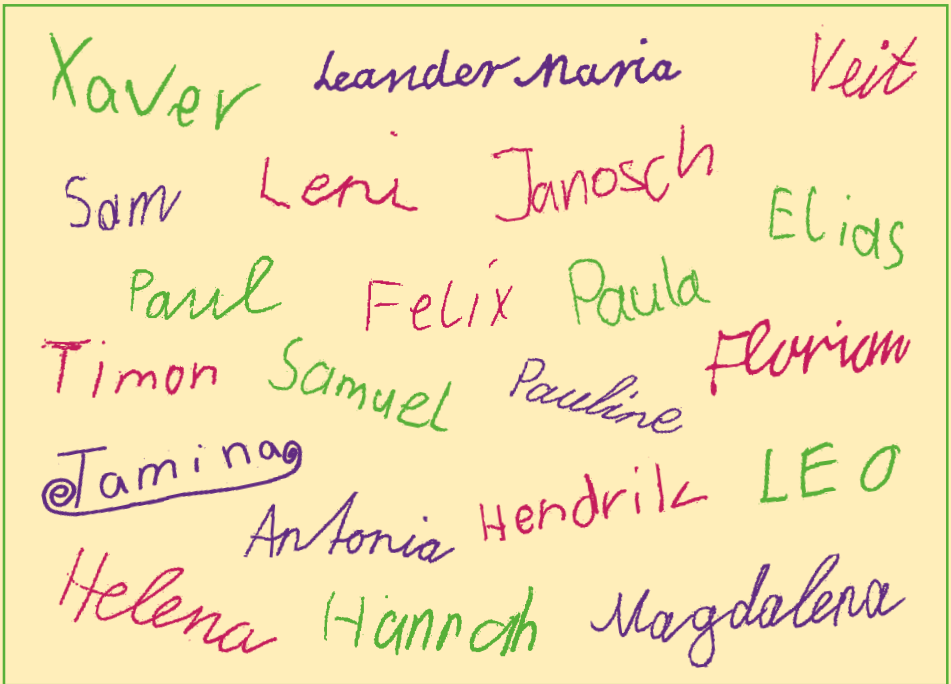 Xaver Leander Maria Veit
Sam Leni Janosch Elias
Paul Felix Paula
Timon Samuel Pauline Florian
Tamina Hendrik LEO
Antonia
Helena Hannah Magdalena